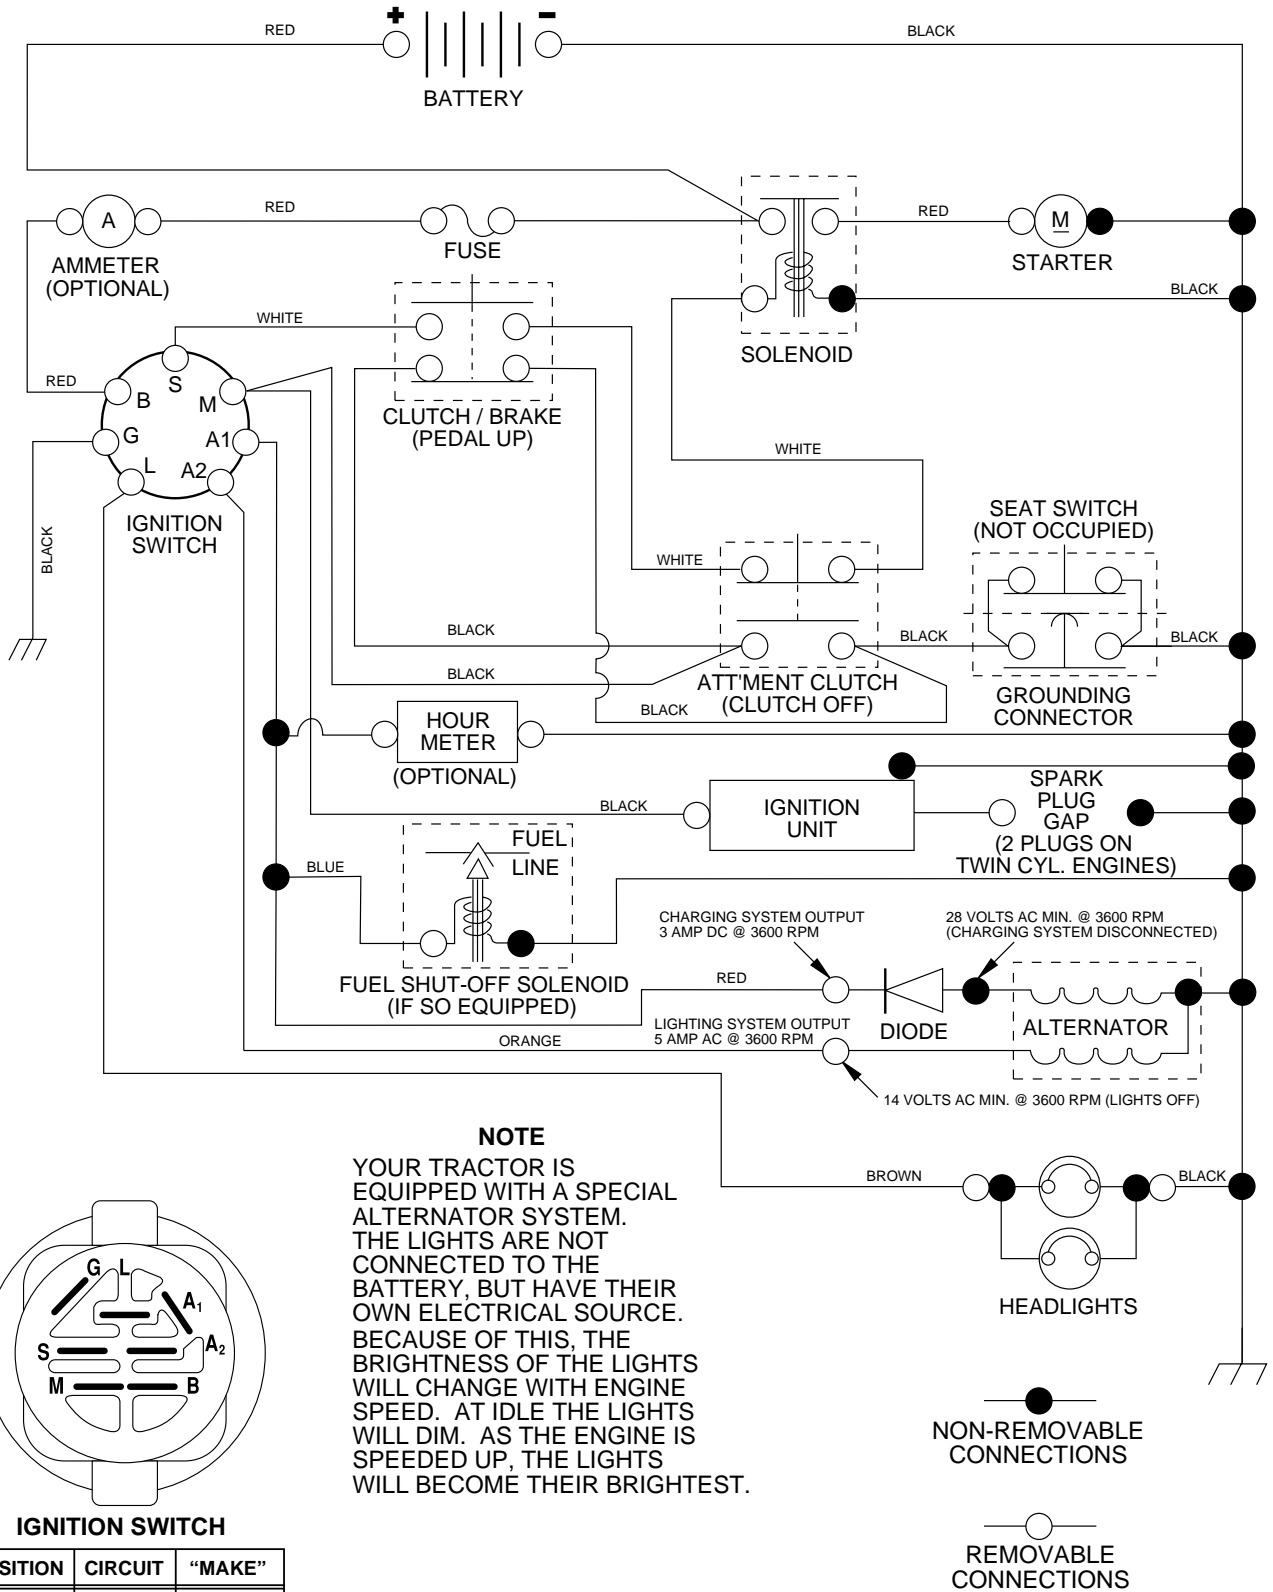 +
-
RED
BLACK
BATTERY
A
RED
AMMETER
(OPTIONAL)
FUSE
SOLENOID
RED
M
STARTER
BLACK
WHITE
CLUTCH / BRAKE
(PEDAL UP)
RED
S
B
M
G
A1
L
A2
IGNITION
SWITCH
BLACK
WHITE
SEAT SWITCH
(NOT OCCUPIED)
WHITE
BLACK
BLACK
BLACK
BLACK
ATT'MENT CLUTCH
(CLUTCH OFF)
BLACK
GROUNDING
CONNECTOR
HOUR
METER
(OPTIONAL)
BLACK
IGNITION
UNIT
SPARK
PLUG
GAP
(2 PLUGS ON
TWIN CYL. ENGINES)
BLUE
FUEL
LINE
FUEL SHUT-OFF SOLENOID
(IF SO EQUIPPED)
CHARGING SYSTEM OUTPUT
3 AMP DC @ 3600 RPM
28 VOLTS AC MIN. @ 3600 RPM
(CHARGING SYSTEM DISCONNECTED)
RED
DIODE
ALTERNATOR
LIGHTING SYSTEM OUTPUT
5 AMP AC @ 3600 RPM
ORANGE
14 VOLTS AC MIN. @ 3600 RPM (LIGHTS OFF)
BROWN
BLACK
HEADLIGHTS
NOTE
YOUR TRACTOR IS
EQUIPPED WITH A SPECIAL
ALTERNATOR SYSTEM.
THE LIGHTS ARE NOT
CONNECTED TO THE
BATTERY, BUT HAVE THEIR
OWN ELECTRICAL SOURCE.
BECAUSE OF THIS, THE
BRIGHTNESS OF THE LIGHTS
WILL CHANGE WITH ENGINE
SPEED. AT IDLE THE LIGHTS
WILL DIM. AS THE ENGINE IS
SPEEDED UP, THE LIGHTS
WILL BECOME THEIR BRIGHTEST.
G L
A1
S A2
M B
IGNITION SWITCH
SITION CIRCUIT “MAKE”
NON-REMOVABLE
CONNECTIONS
REMOVABLE
CONNECTIONS